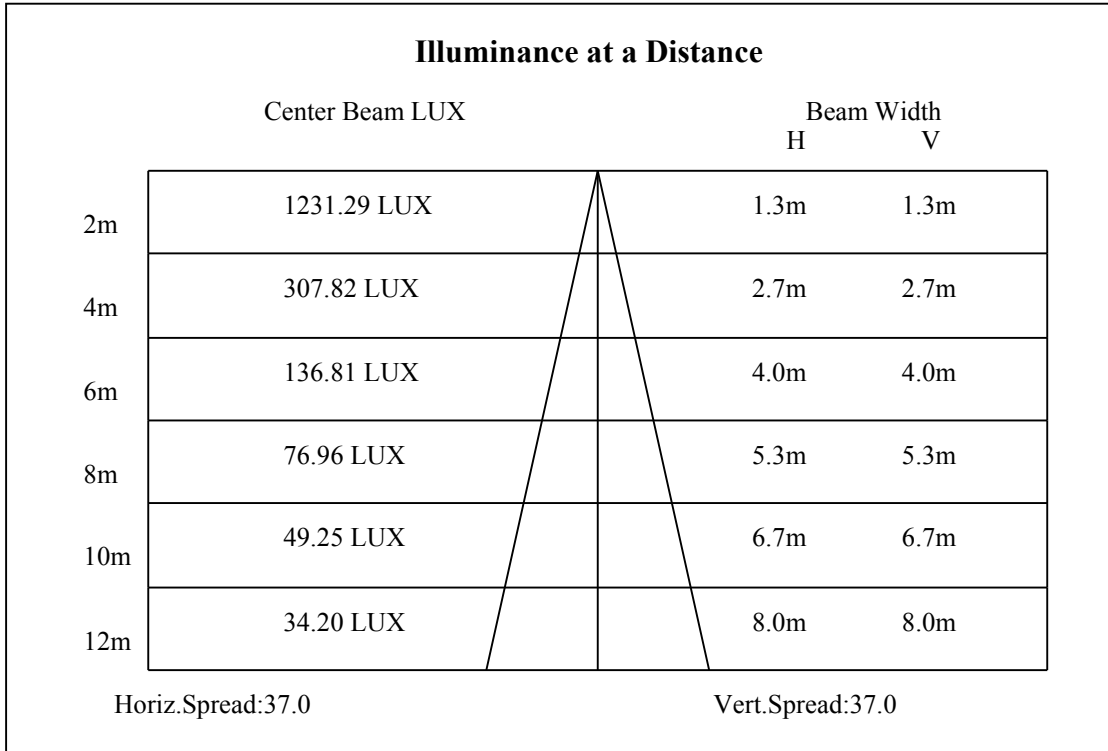 Illuminance at a Distance
Center Beam LUX Beam Width
H V
2m 1231.29 LUX 1.3m 1.3m
4m 307.82 LUX 2.7m 2.7m
6m 136.81 LUX 4.0m 4.0m
8m 76.96 LUX 5.3m 5.3m
10m 49.25 LUX 6.7m 6.7m
12m 34.20 LUX 8.0m 8.0m
Horiz.Spread:37.0 Vert.Spread:37.0